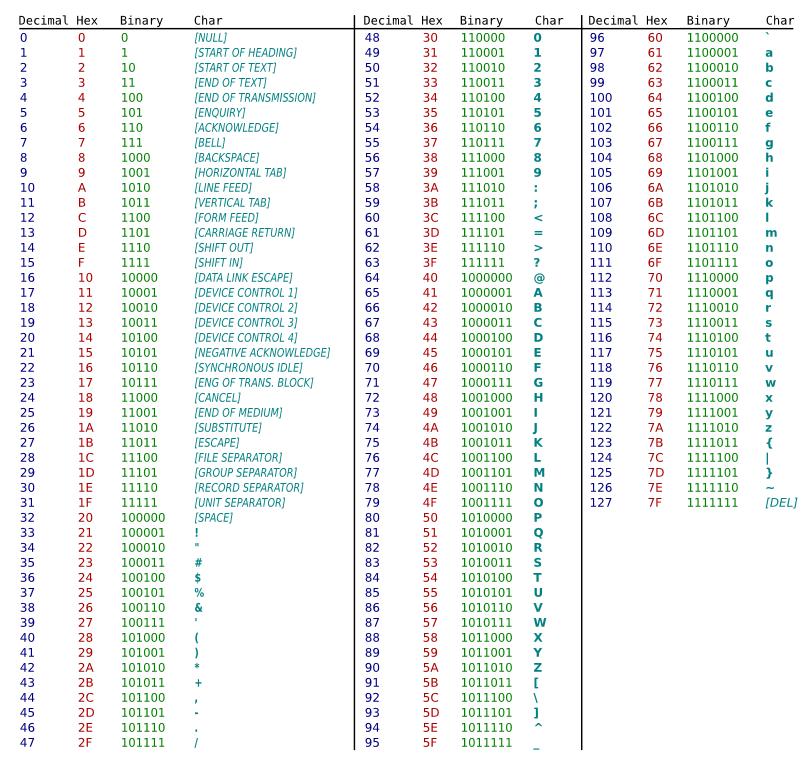 Decimal Hex Binary Char
0 0 0 [NULL]
1 1 1 [START OF HEADING]
2 2 10 [START OF TEXT]
3 3 11 [END OF TEXT]
4 4 100 [END OF TRANSMISSION]
5 5 101 [ENQUIRY]
6 6 110 [ACKNOWLEDGE]
7 7 111 [BELL]
8 8 1000 [BACKSPACE]
9 9 1001 [HORIZONTAL TAB]
10 A 1010 [LINE FEED]
11 B 1011 [VERTICAL TAB]
12 C 1100 [FORM FEED]
13 D 1101 [CARRIAGE RETURN]
14 E 1110 [SHIFT OUT]
15 F 1111 [SHIFT IN]
16 10 10000 [DATA LINK ESCAPE]
17 11 10001 [DEVICE CONTROL 1]
18 12 10010 [DEVICE CONTROL 2]
19 13 10011 [DEVICE CONTROL 3]
20 14 10100 [DEVICE CONTROL 4]
21 15 10101 [NEGATIVE ACKNOWLEDGE]
22 16 10110 [SYNCHRONOUS IDLE]
23 17 10111 [ENG OF TRANS. BLOCK]
24 18 11000 [CANCEL]
25 19 11001 [END OF MEDIUM]
26 1A 11010 [SUBSTITUTE]
27 1B 11011 [ESCAPE]
28 1C 11100 [FILE SEPARATOR]
29 1D 11101 [GROUP SEPARATOR]
30 1E 11110 [RECORD SEPARATOR]
31 1F 11111 [UNIT SEPARATOR]
32 20 100000 [SPACE]
33 21 100001 !
34 22 100010 "
35 23 100011 #
36 24 100100 $
37 25 100101 %
38 26 100110 &
39 27 100111 '
40 28 101000 (
41 29 101001 )
42 2A 101010 *
43 2B 101011 +
44 2C 101100 ,
45 2D 101101 -
46 2E 101110 .
47 2F 101111 /
Decimal Hex Binary Char
48 30 110000 0
49 31 110001 1
50 32 110010 2
51 33 110011 3
52 34 110100 4
53 35 110101 5
54 36 110110 6
55 37 110111 7
56 38 111000 8
57 39 111001 9
58 3A 111010 :
59 3B 111011 ;
60 3C 111100 <
61 3D 111101 =
62 3E 111110 >
63 3F 111111 ?
64 40 1000000 @
65 41 1000001 A
66 42 1000010 B
67 43 1000011 C
68 44 1000100 D
69 45 1000101 E
70 46 1000110 F
71 47 1000111 G
72 48 1001000 H
73 49 1001001 I
74 4A 1001010 J
75 4B 1001011 K
76 4C 1001100 L
77 4D 1001101 M
78 4E 1001110 N
79 4F 1001111 O
80 50 1010000 P
81 51 1010001 Q
82 52 1010010 R
83 53 1010011 S
84 54 1010100 T
85 55 1010101 U
86 56 1010110 V
87 57 1010111 W
88 58 1011000 X
89 59 1011001 Y
90 5A 1011010 Z
91 5B 1011011 [
92 5C 1011100 \
93 5D 1011101 ]
94 5E 1011110 ^
95 5F 1011111 _
Decimal Hex Binary Char
96 60 1100000 `
97 61 1100001 a
98 62 1100010 b
99 63 1100011 c
100 64 1100100 d
101 65 1100101 e
102 66 1100110 f
103 67 1100111 g
104 68 1101000 h
105 69 1101001 i
106 6A 1101010 j
107 6B 1101011 k
108 6C 1101100 l
109 6D 1101101 m
110 6E 1101110 n
111 6F 1101111 o
112 70 1110000 p
113 71 1110001 q
114 72 1110010 r
115 73 1110011 s
116 74 1110100 t
117 75 1110101 u
118 76 1110110 v
119 77 1110111 w
120 78 1111000 x
121 79 1111001 y
122 7A 1111010 z
123 7B 1111011 {
124 7C 1111100 |
125 7D 1111101 }
126 7E 1111110 ~
127 7F 1111111 [DEL]